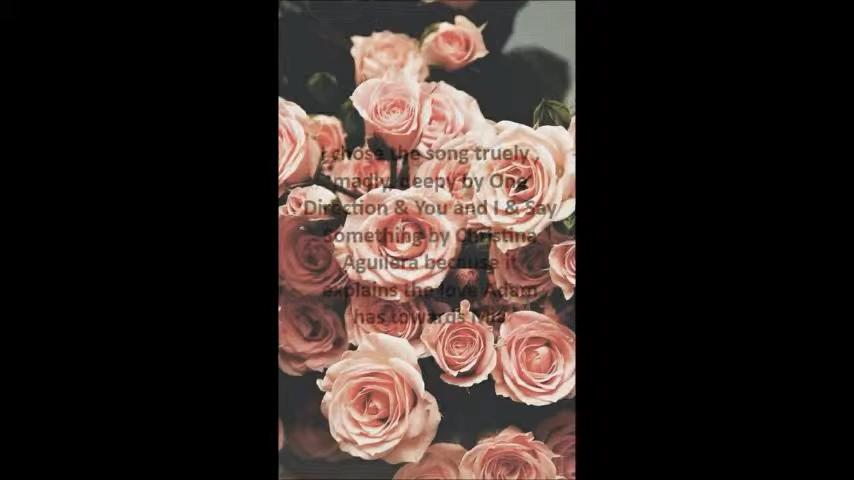 I chose the song truely ,
madly, deepy by One
Direction & You and I & Say
Something by Christina
Aguilera because it
explains the love Adam
has towards Mia